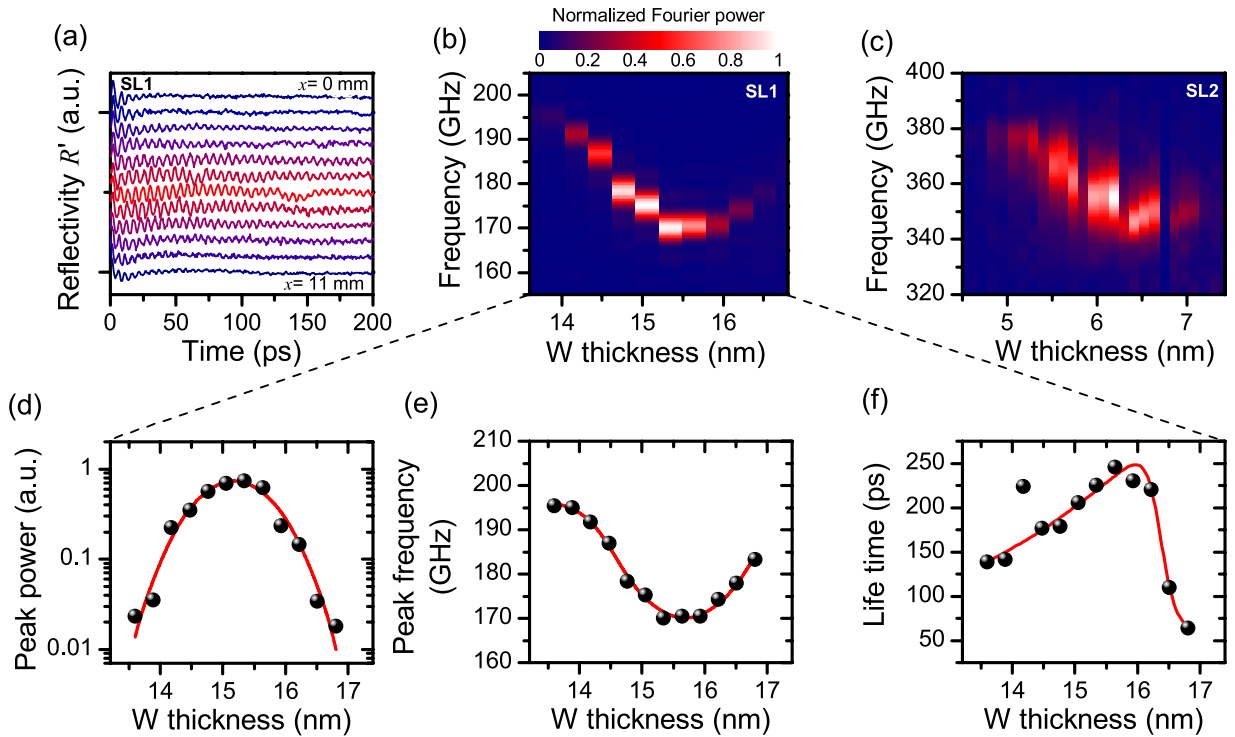 (a)
Reflectivity R' (a.u.)
SL1
x= 0 mm
x= 11 mm
0 50 100 150 200
Time (ps)
(b)
Normalized Fourier power
0 0.2 0.4 0.6 0.8 1
SL1
Frequency (GHz)
200
190
180
170
160
14 15 16
W thickness (nm)
(c)
SL2
Frequency (GHz)
400
380
360
340
320
5 6 7
W thickness (nm)
(d)
Peak power (a.u.)
1
0.1
0.01
14 15 16 17
W thickness (nm)
(e)
Peak frequency
(GHz)
210
200
190
180
170
160
14 15 16 17
W thickness (nm)
(f)
Life time (ps)
250
200
150
100
50
14 15 16 17
W thickness (nm)